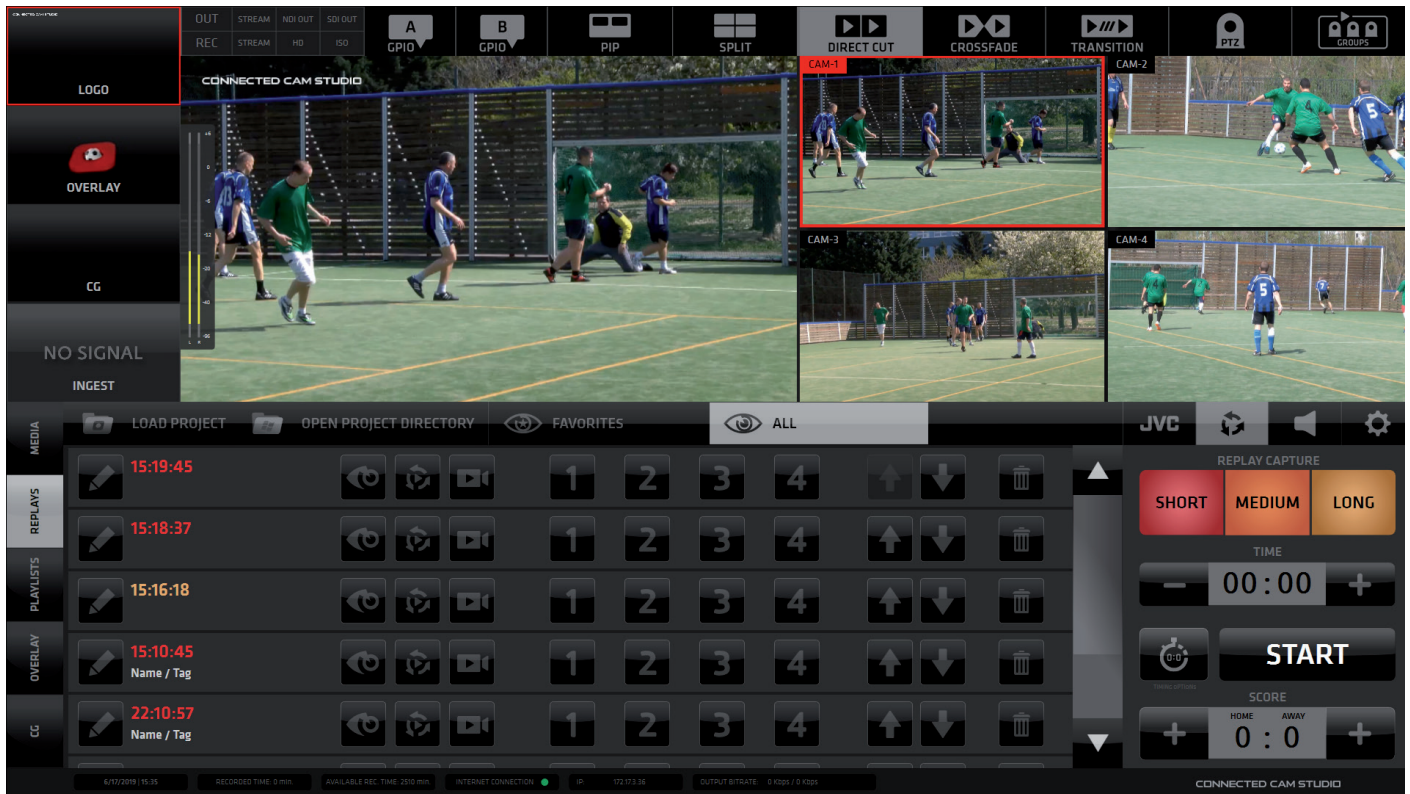 OUT STREAM NDI OUT SDI OUT
REC STREAM HD ISO
A
GPIO
B
GPIO
PIP
SPLIT
DIRECT CUT
CROSSFADE
TRANSITION
PTZ
GROUPS
LOGO
OVERLAY
CG
NO SIGNAL
INGEST
CONNECTED CAM STUDIO
CAM-1
CAM-2
CAM-3
CAM-4
MEDIA
REPLAYS
PLAYLISTS
OVERLAY
CG
LOAD PROJECT
OPEN PROJECT DIRECTORY
FAVORITES
ALL
JVC
15:19:45 1 2 3 4
15:18:37 1 2 3 4
15:16:18 1 2 3 4
15:10:45 1 2 3 4
Name / Tag
22:10:57 1 2 3 4
Name / Tag
REPLAY CAPTURE
SHORT MEDIUM LONG
TIME
00:00
0:0
START
TIMING OPTIONS
SCORE
HOME AWAY
0 : 0
6/17/2019 | 15:35 RECORDED TIME: 0 min. AVAILABLE REC. TIME: 2510 min. INTERNET CONNECTION IP: 172.17.3.36 OUTPUT BITRATE: 0 Kbps / 0 Kbps
CONNECTED CAM STUDIO